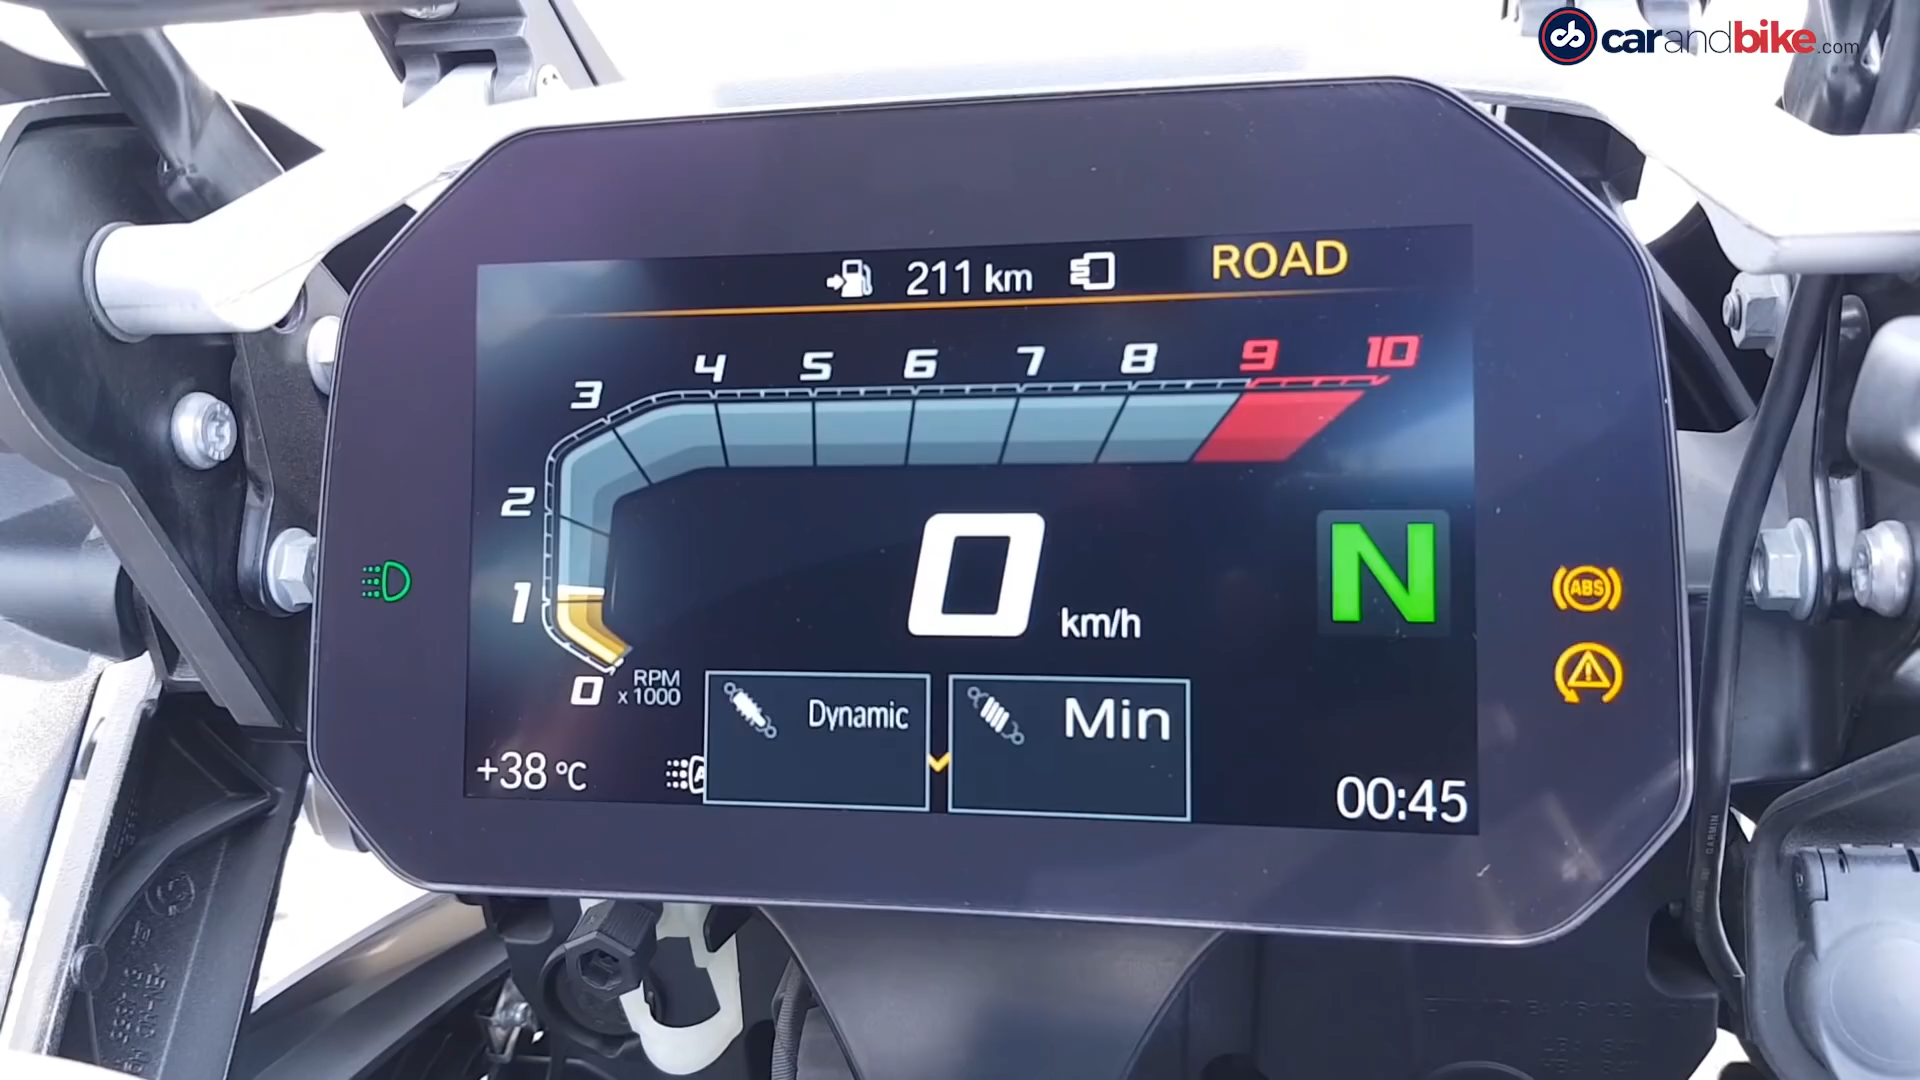 carandbike.com
211 km
ROAD
4 5 6 7 8 9 10
3
2
1
0
RPM
x 1000
0 km/h
N
ABS
Dynamic
Min
+38 °C
00:45
GARMIN